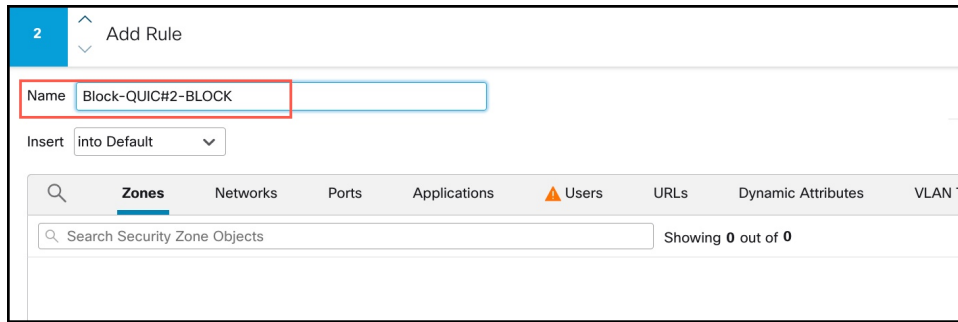 2 Add Rule
Name Block-QUIC#2-BLOCK
Insert into Default
Zones Networks Ports Applications Users URLs Dynamic Attributes VLAN
Search Security Zone Objects Showing 0 out of 0